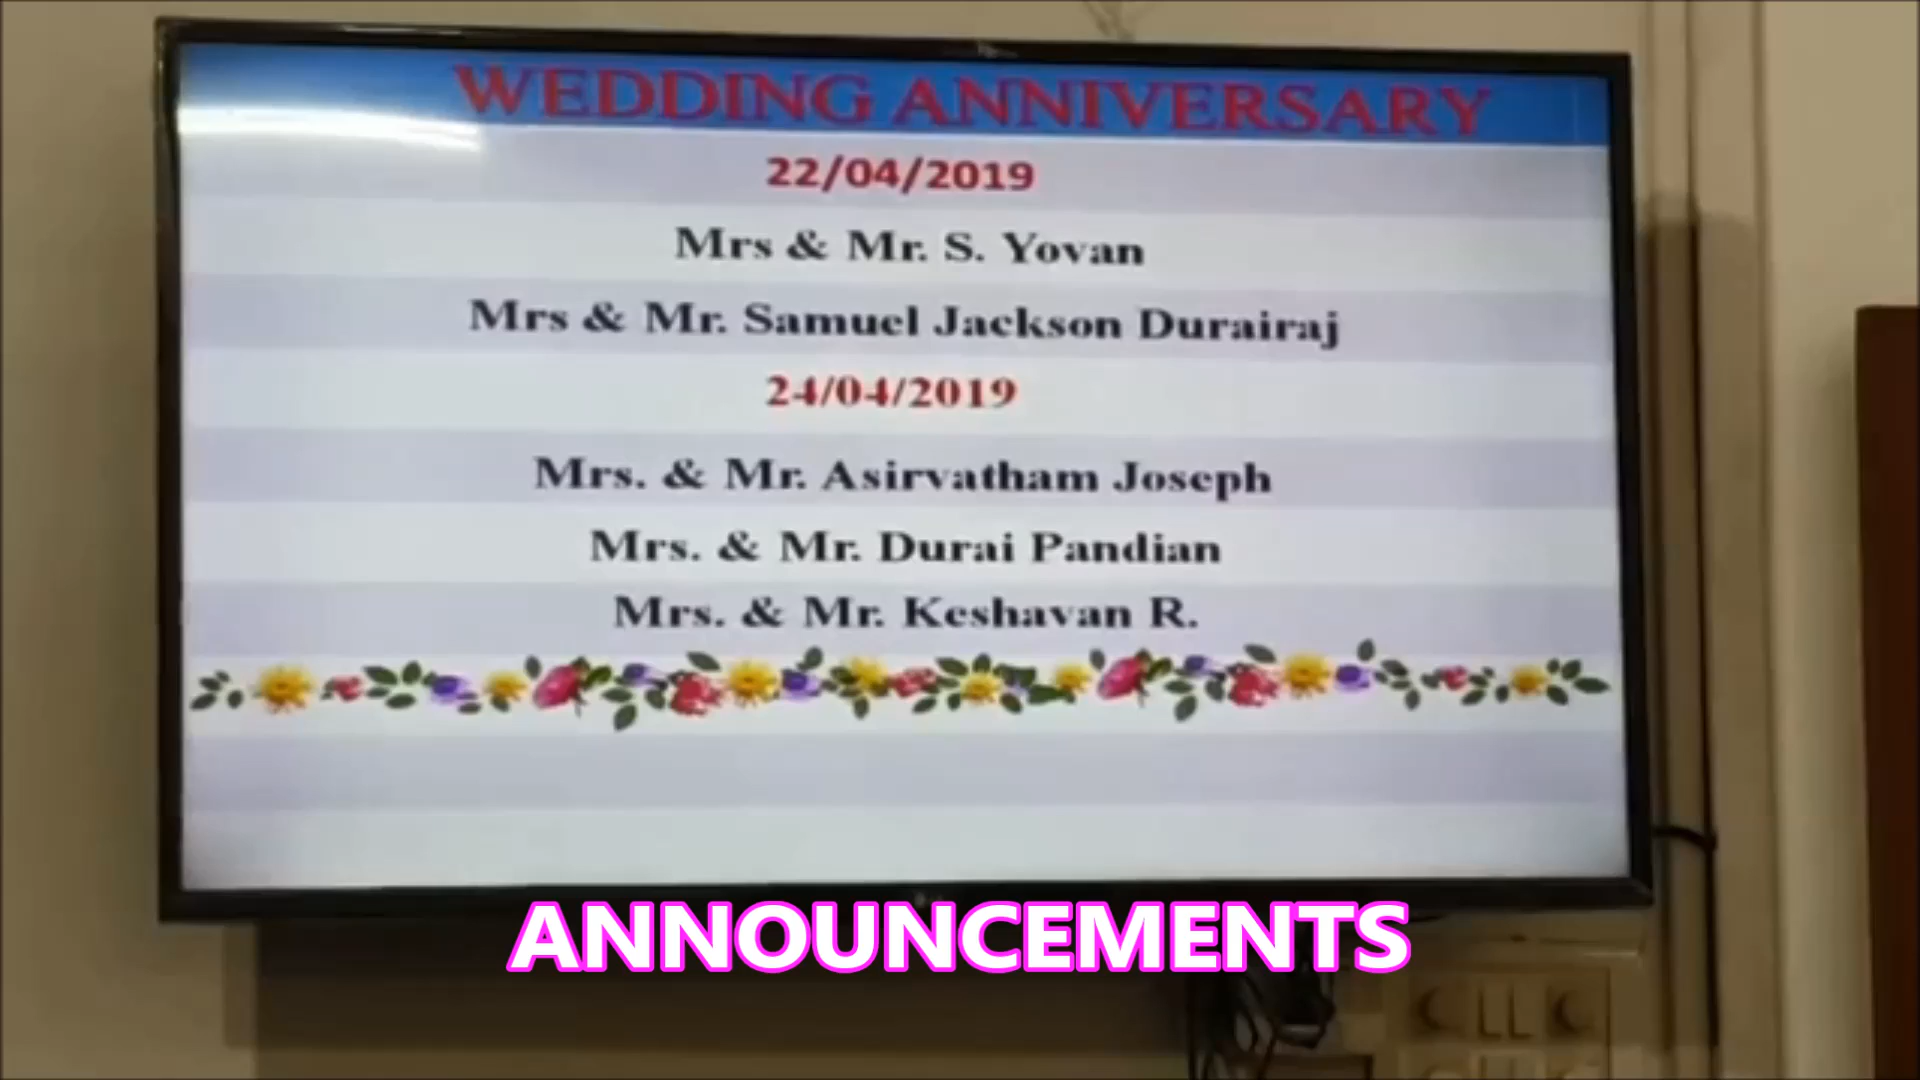 WEDDING ANNIVERSARY
22/04/2019
Mrs & Mr. S. Yovan
Mrs & Mr. Samuel Jackson Durairaj
24/04/2019
Mrs. & Mr. Asirvatham Joseph
Mrs. & Mr. Durai Pandian
Mrs. & Mr. Keshavan R.
ANNOUNCEMENTS